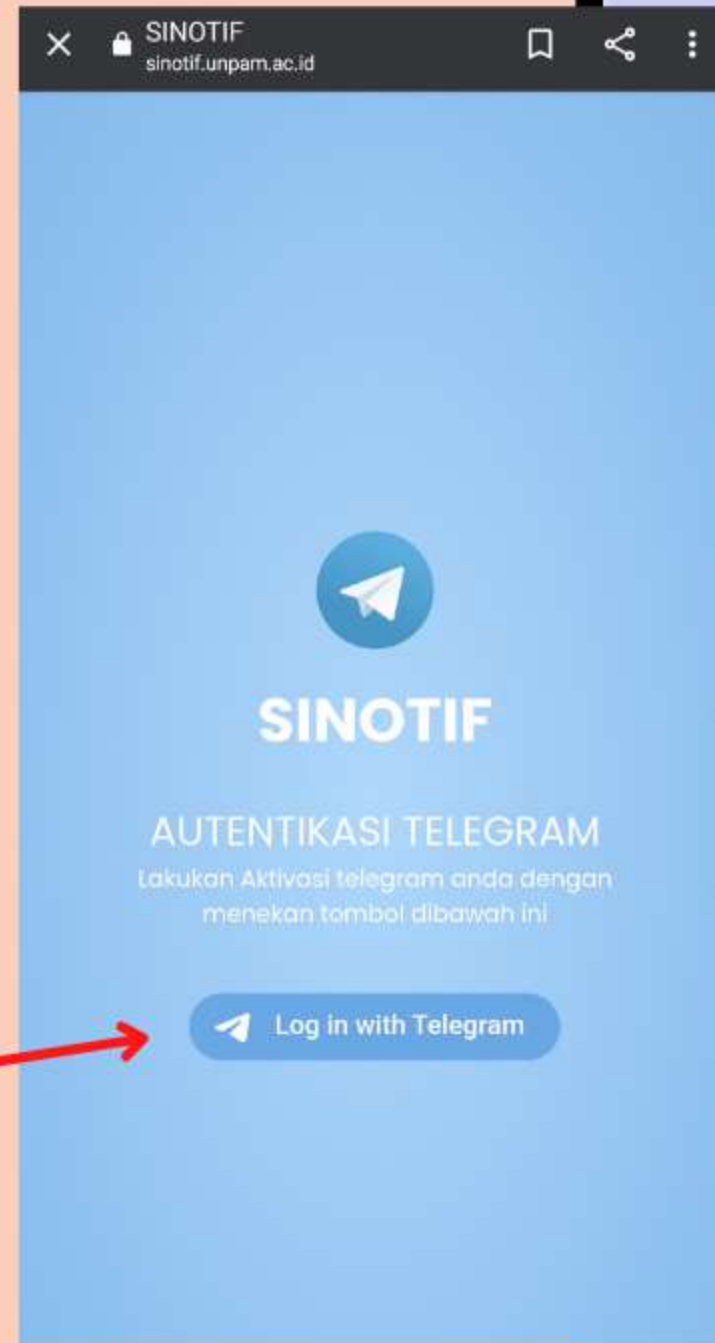 SINOTIF
sinotif.unpam.ac.id
SINOTIF
AUTENTIKASI TELEGRAM
Lakukan Aktivasi telegram anda dengan
menekan tombol dibawah ini
Log in with Telegram